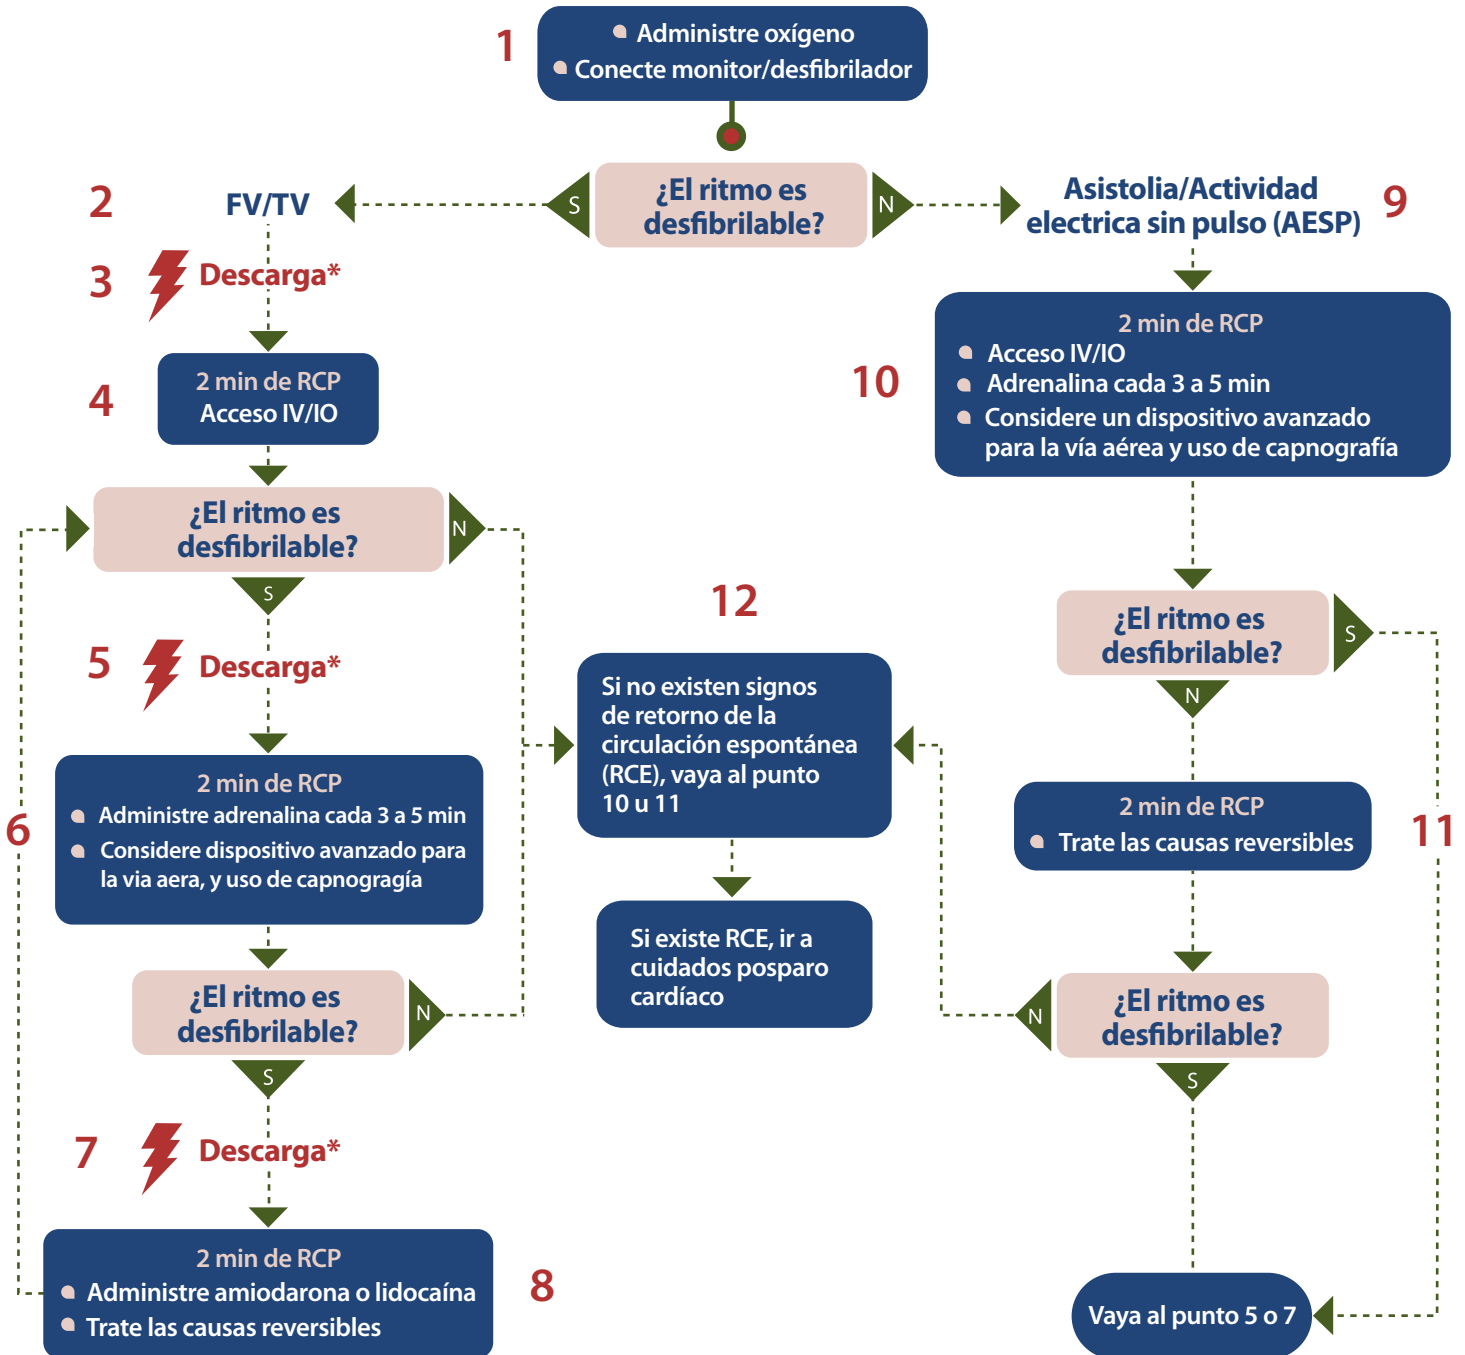 1
Administre oxígeno
Conecte monitor/desfibrilador
¿El ritmo es
desfibrilable?
S
N
2
FV/TV
3
Descarga*
4
2 min de RCP
Acceso IV/IO
¿El ritmo es
desfibrilable?
N
S
5
Descarga*
6
2 min de RCP
Administre adrenalina cada 3 a 5 min
Considere dispositivo avanzado para
la via aera, y uso de capnogragía
¿El ritmo es
desfibrilable?
N
S
7
Descarga*
8
2 min de RCP
Administre amiodarona o lidocaína
Trate las causas reversibles
Asistolia/Actividad
electrica sin pulso (AESP)
9
10
2 min de RCP
Acceso IV/IO
Adrenalina cada 3 a 5 min
Considere un dispositivo avanzado
para la vía aérea y uso de capnografía
¿El ritmo es
desfibrilable?
S
N
11
2 min de RCP
Trate las causas reversibles
¿El ritmo es
desfibrilable?
N
S
Vaya al punto 5 o 7
12
Si no existen signos
de retorno de la
circulación espontánea
(RCE), vaya al punto
10 u 11
Si existe RCE, ir a
cuidados posparo
cardíaco